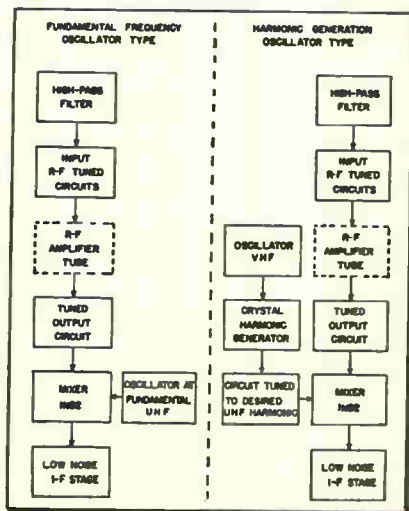 FUNDAMENTAL FREQUENCY
OSCILLATOR TYPE
HIGH-PASS
FILTER
INPUT
R-F TUNED
CIRCUITS
R-F
AMPLIFIER
TUBE
TUNED
OUTPUT
CIRCUIT
MIXER
IN82
OSCILLATOR AT
FUNDAMENTAL
UHF
LOW NOISE
I-F STAGE
HARMONIC GENERATION
OSCILLATOR TYPE
HIGH-PASS
FILTER
INPUT
R-F TUNED
CIRCUITS
OSCILLATOR
VHF
R-F
AMPLIFIER
TUBE
CRYSTAL
HARMONIC
GENERATOR
TUNED
OUTPUT
CIRCUIT
CIRCUIT TUNED
TO DESIRED
UHF HARMONIC
MIXER
IN82
LOW NOISE
I-F STAGE